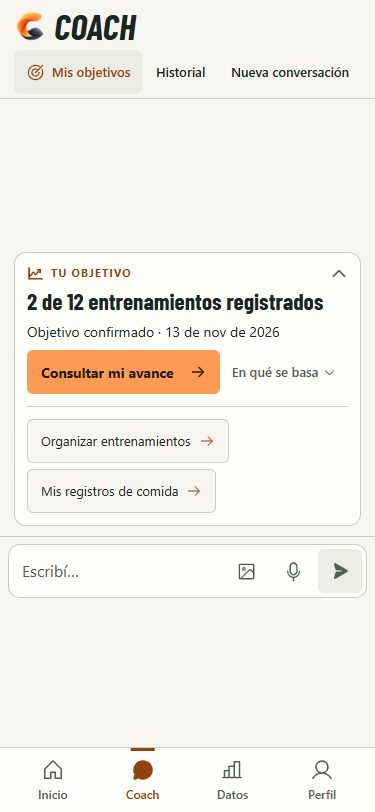 COACH
Mis objetivos Historial Nueva conversación
TU OBJETIVO
2 de 12 entrenamientos registrados
Objetivo confirmado · 13 de nov de 2026
Consultar mi avance → En qué se basa
Organizar entrenamientos →
Mis registros de comida →
Escribí...
Inicio Coach Datos Perfil